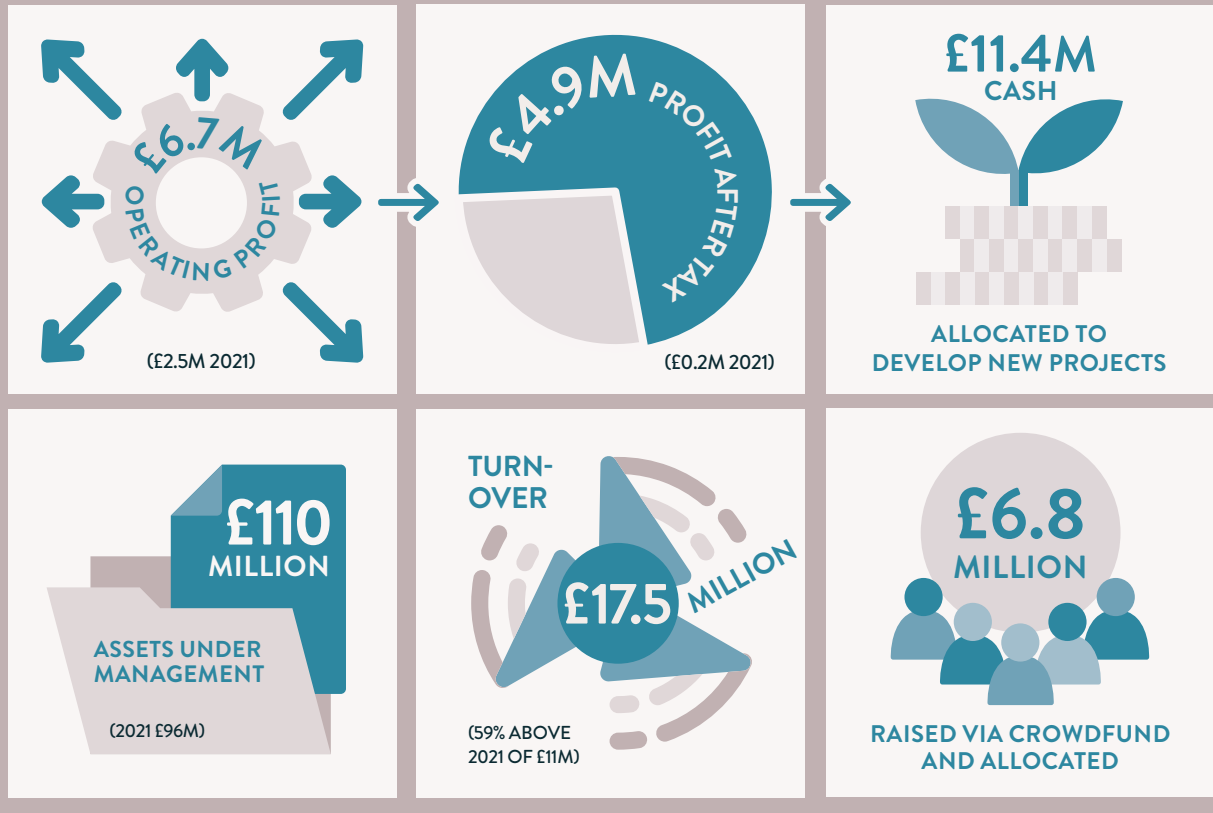 £6.7M
OPERATING PROFIT
(£2.5M 2021)
£4.9M PROFIT AFTER TAX
(£0.2M 2021)
£11.4M
CASH
ALLOCATED TO
DEVELOP NEW PROJECTS
£110
MILLION
ASSETS UNDER
MANAGEMENT
(2021 £96M)
TURN-
OVER
£17.5 MILLION
(59% ABOVE
2021 OF £11M)
£6.8
MILLION
RAISED VIA CROWDFUND
AND ALLOCATED